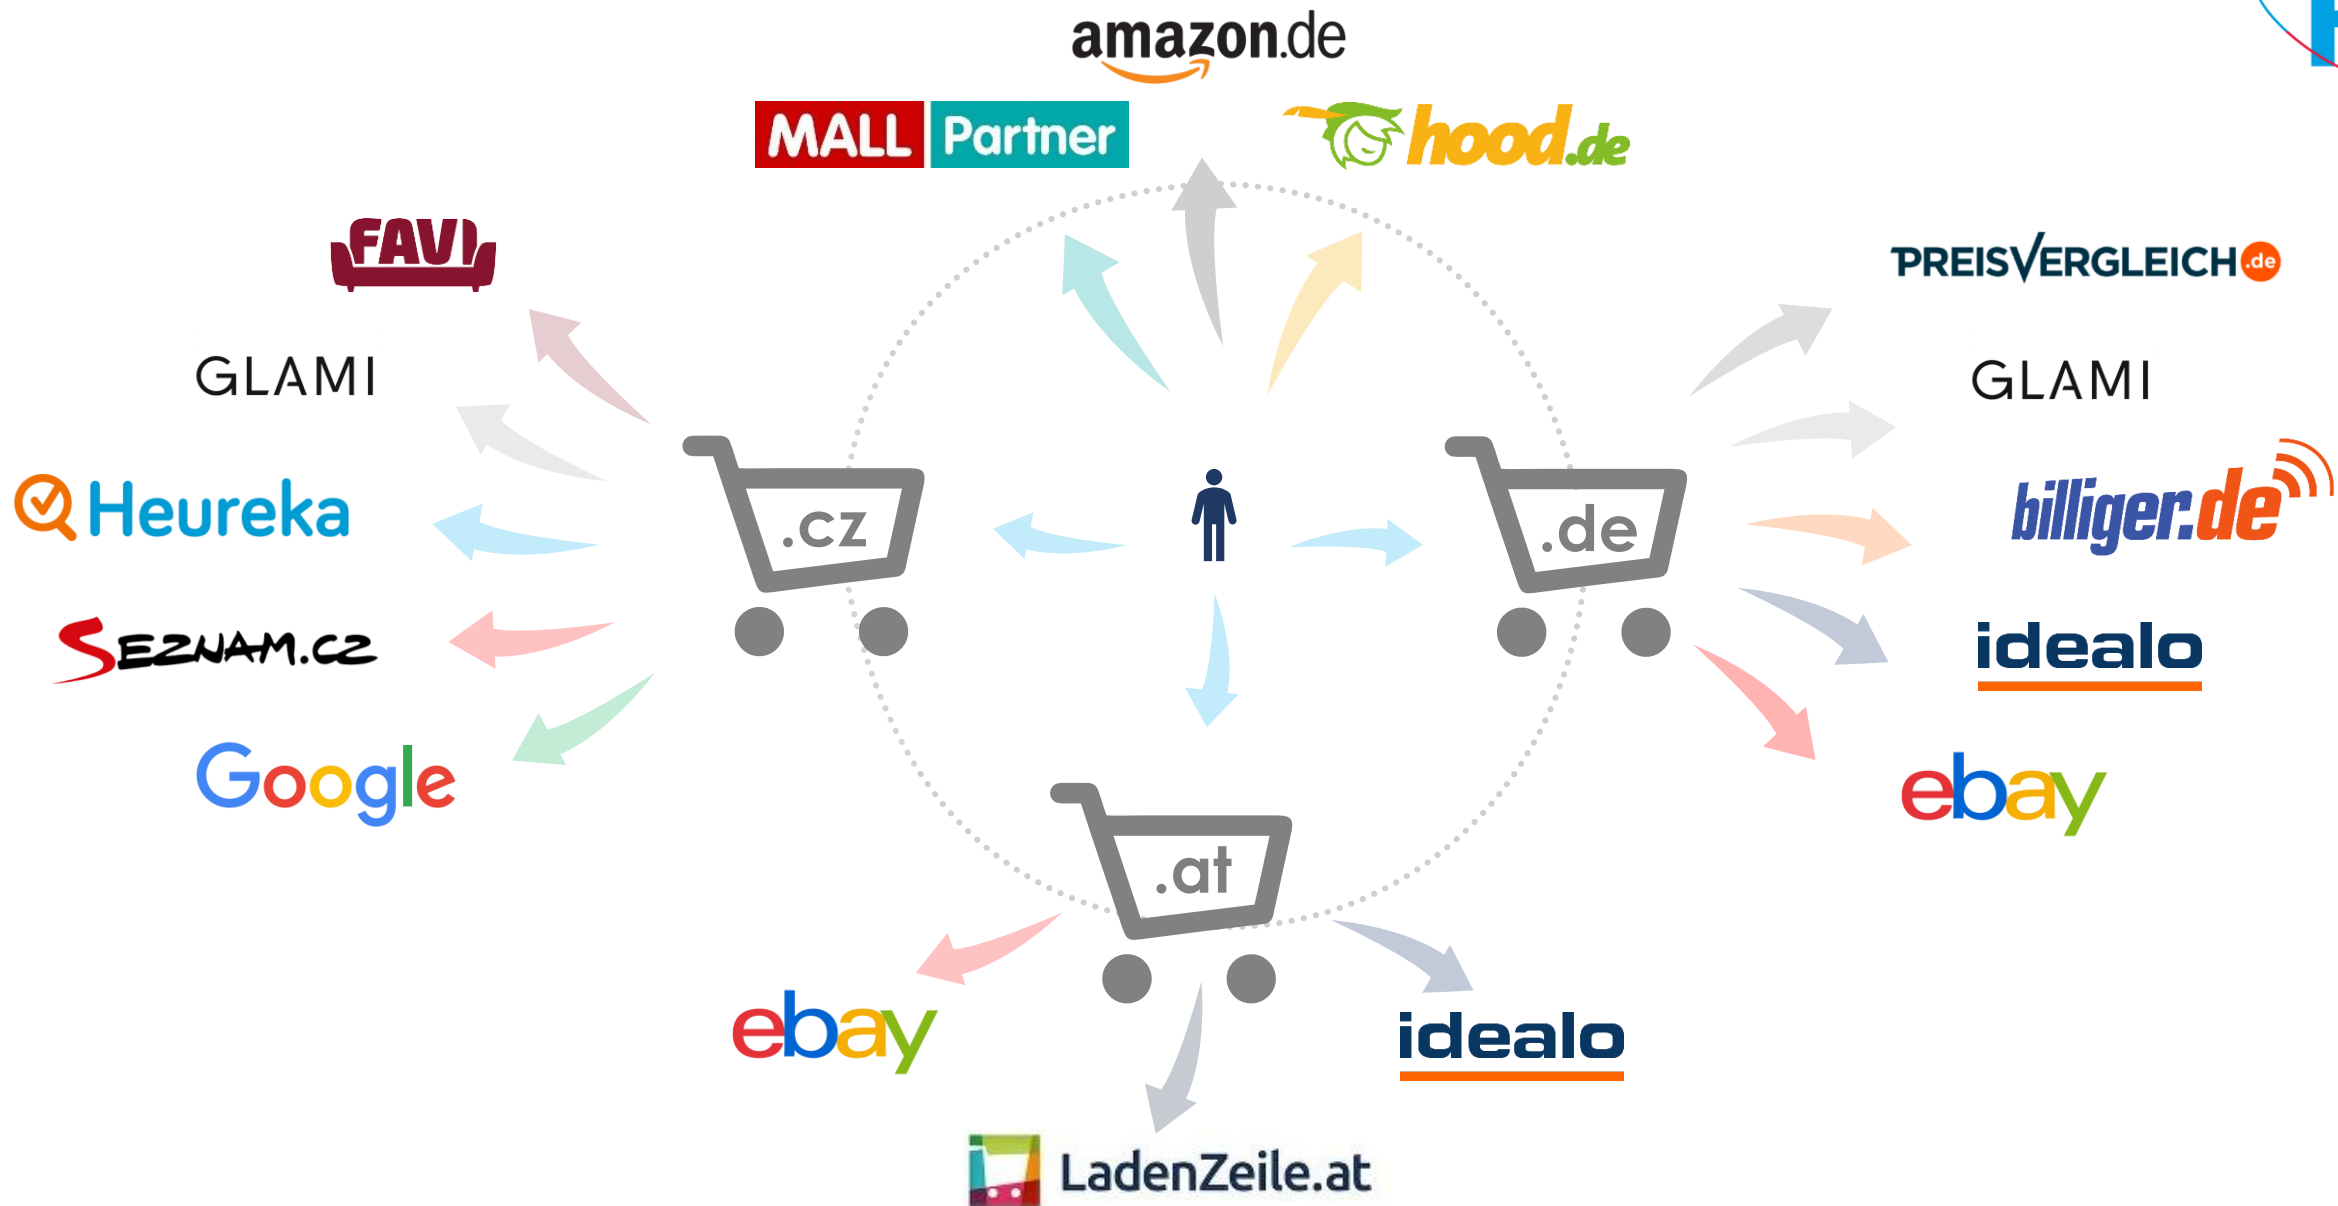 amazon.de
MALL Partner
hood.de
FAVI
PREISVERGLEICH.de
GLAMI
GLAMI
Heureka
.cz
.de
billiger.de
SEZNAM.CZ
idealo
Google
ebay
.at
ebay
idealo
LadenZeile.at